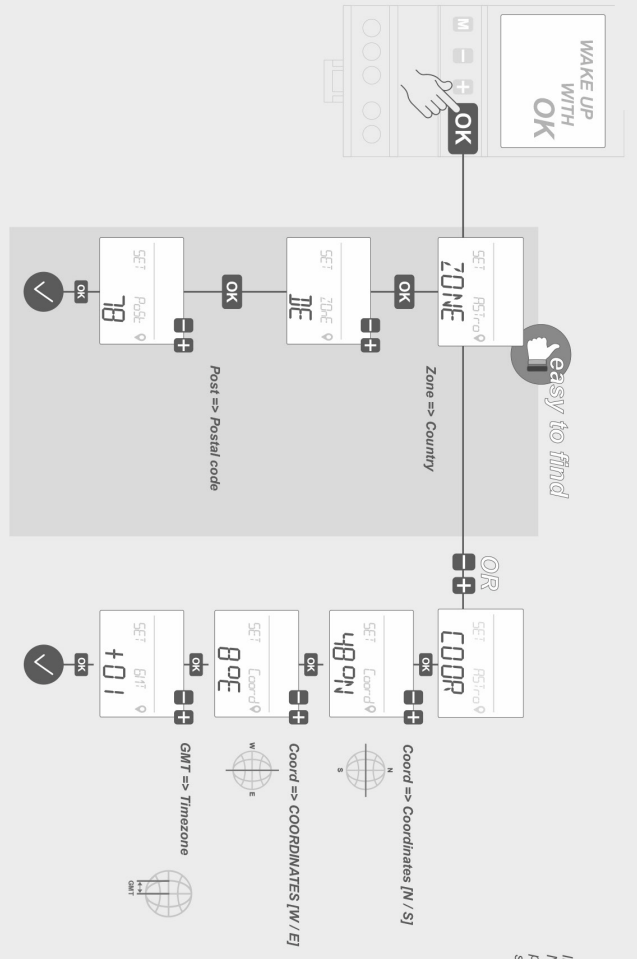 WAKE UP
WITH
OK
M - + OK
easy to find
SET ASTro
ZONE
Zone => Country
OK
SET ZOnE
DE
- +
OK
Post => Postal code
SET PoSt
78
- +
OK
OR
- +
SET ASTro
COOR
OK
Coord => Coordinates [N / S]
SET Coord
48°N
- +
N
S
OK
Coord => COORDINATES [W / E]
SET Coord
8°E
- +
W
E
OK
GMT => Timezone
SET GMT
+01
- +
GMT
OK